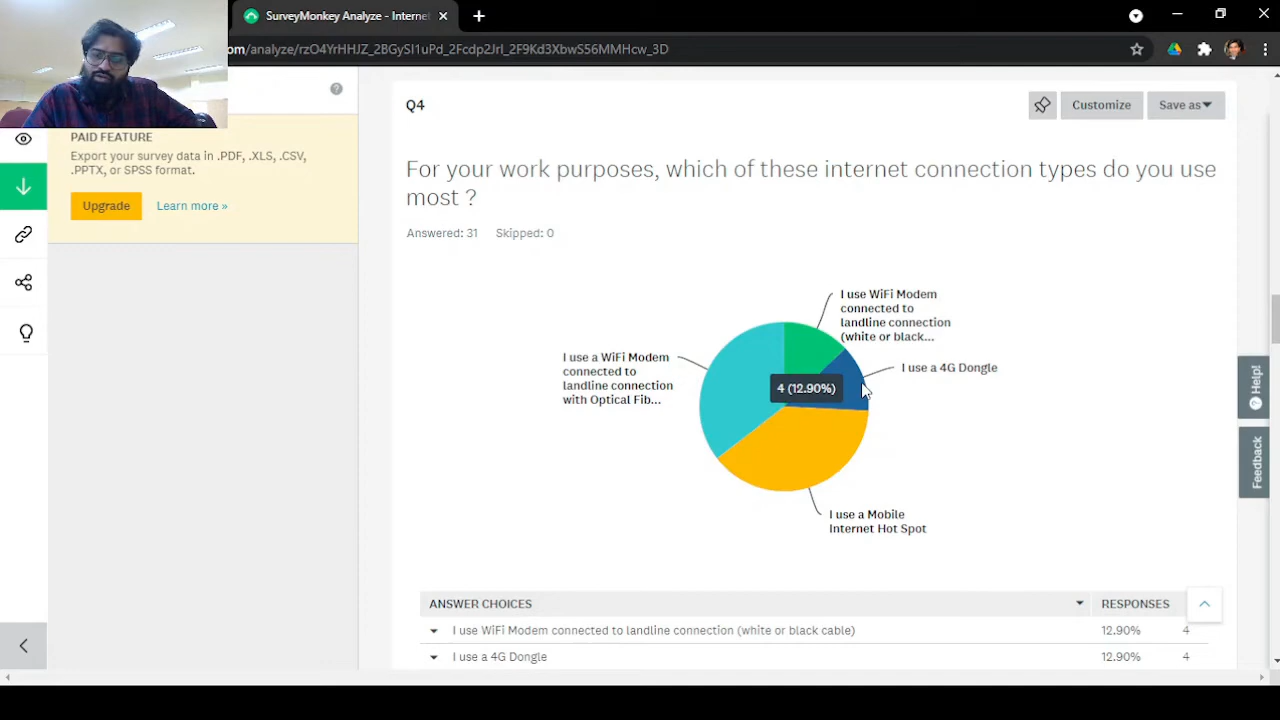 SurveyMonkey Analyze - Internet
om/analyze/rzO4YrHHJZ_2BGySI1uPd_2Fcdp2Jrl_2F9Kd3XbwS56MMHcw_3D
PAID FEATURE
Export your survey data in .PDF, .XLS, .CSV,
.PPTX, or SPSS format.
Upgrade
Learn more »
Q4
Customize
Save as
For your work purposes, which of these internet connection types do you use
most ?
Answered: 31
Skipped: 0
I use WiFi Modem
connected to
landline connection
(white or black...
I use a 4G Dongle
4 (12.90%)
I use a WiFi Modem
connected to
landline connection
with Optical Fib...
I use a Mobile
Internet Hot Spot
ANSWER CHOICES
RESPONSES
I use WiFi Modem connected to landline connection (white or black cable)
12.90%
4
I use a 4G Dongle
12.90%
4
Help!
Feedback